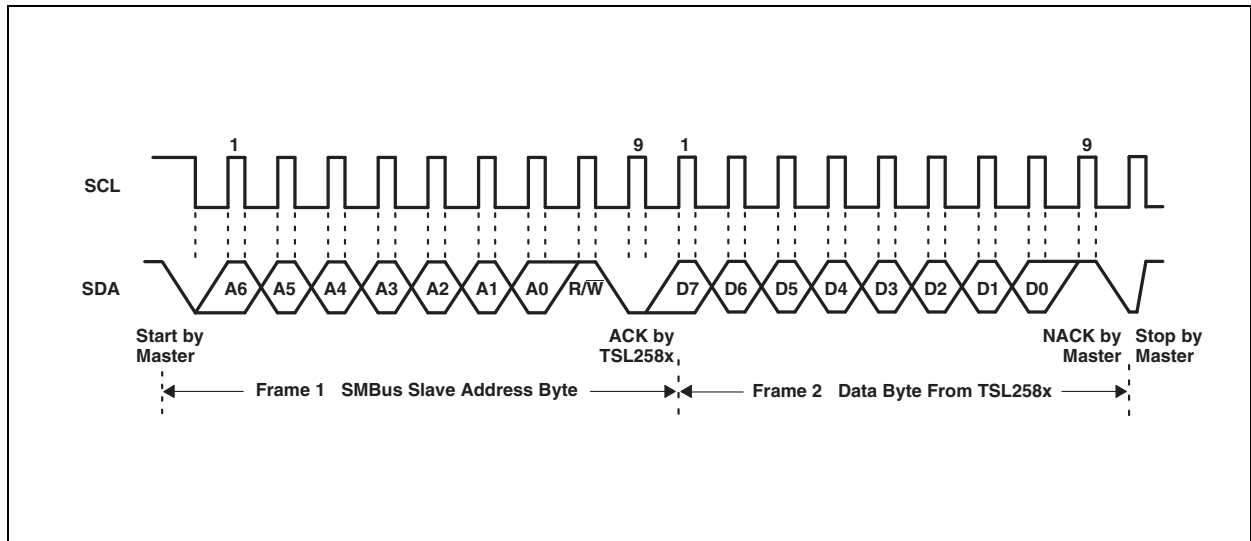 1 9 1 9
SCL
SDA A6 A5 A4 A3 A2 A1 A0 R/W̅ D7 D6 D5 D4 D3 D2 D1 D0
Start by
Master
ACK by
TSL258x
NACK by
Master
Stop by
Master
Frame 1 SMBus Slave Address Byte
Frame 2 Data Byte From TSL258x